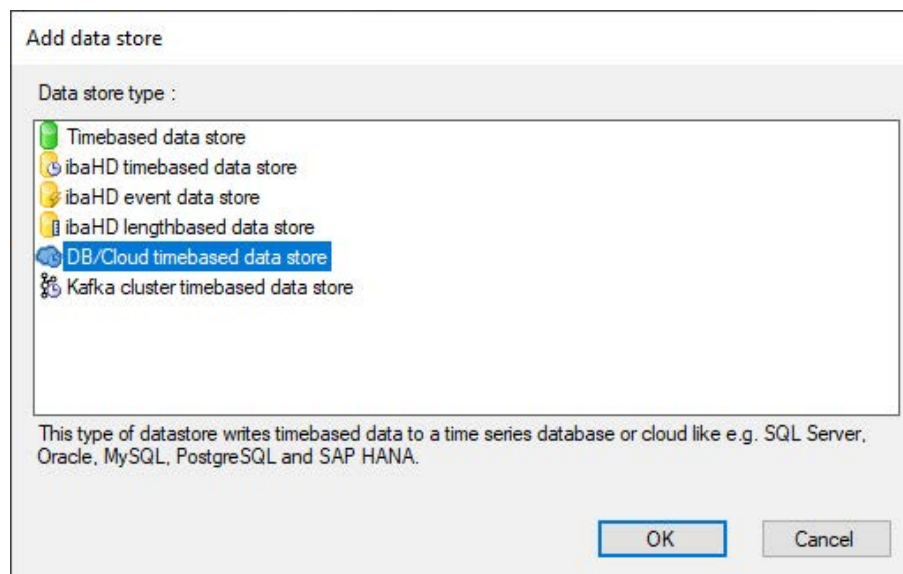 Add data store
Data store type :
Timebased data store
ibaHD timebased data store
ibaHD event data store
ibaHD lengthbased data store
DB/Cloud timebased data store
Kafka cluster timebased data store
This type of datastore writes timebased data to a time series database or cloud like e.g. SQL Server,
Oracle, MySQL, PostgreSQL and SAP HANA.
OK
Cancel